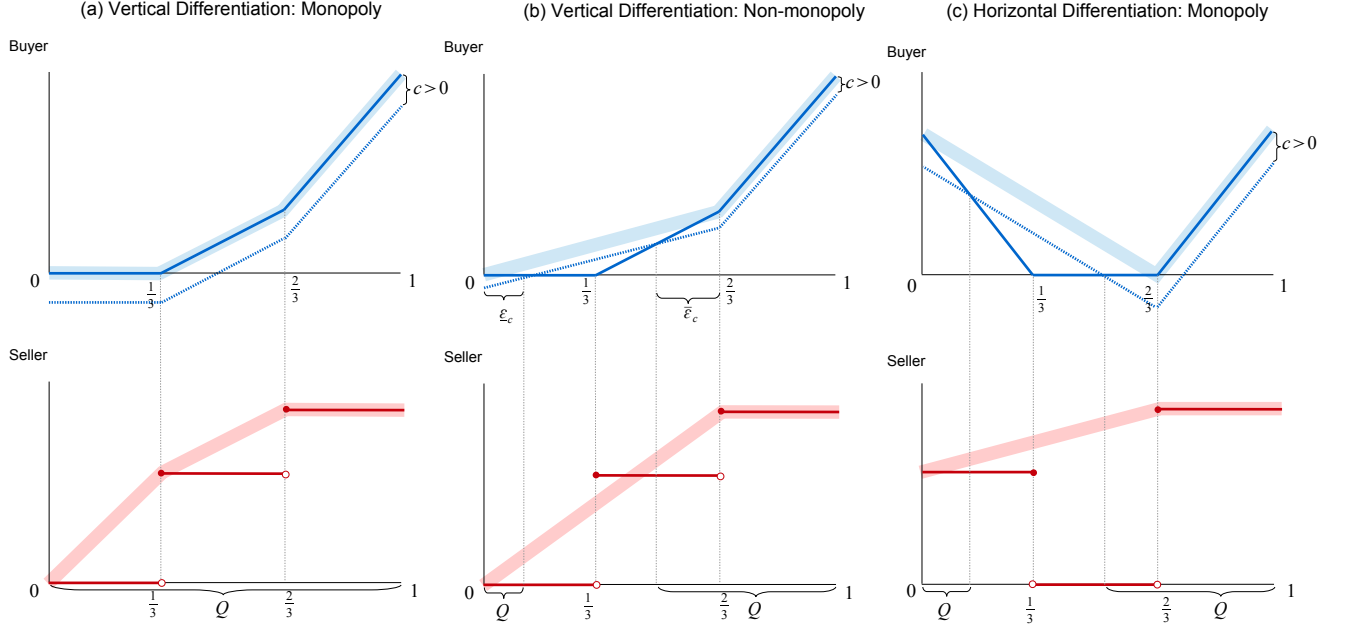 (a) Vertical Differentiation: Monopoly
Buyer
c > 0
0
1/3
2/3
1
Seller
0
1/3
Q
2/3
1
(b) Vertical Differentiation: Non-monopoly
Buyer
c > 0
0
1/3
2/3
1
ε̲_c
ε̄_c
Seller
0
Q
1/3
2/3
Q
1
(c) Horizontal Differentiation: Monopoly
Buyer
c > 0
0
1/3
2/3
1
Seller
0
Q
1/3
2/3
Q
1